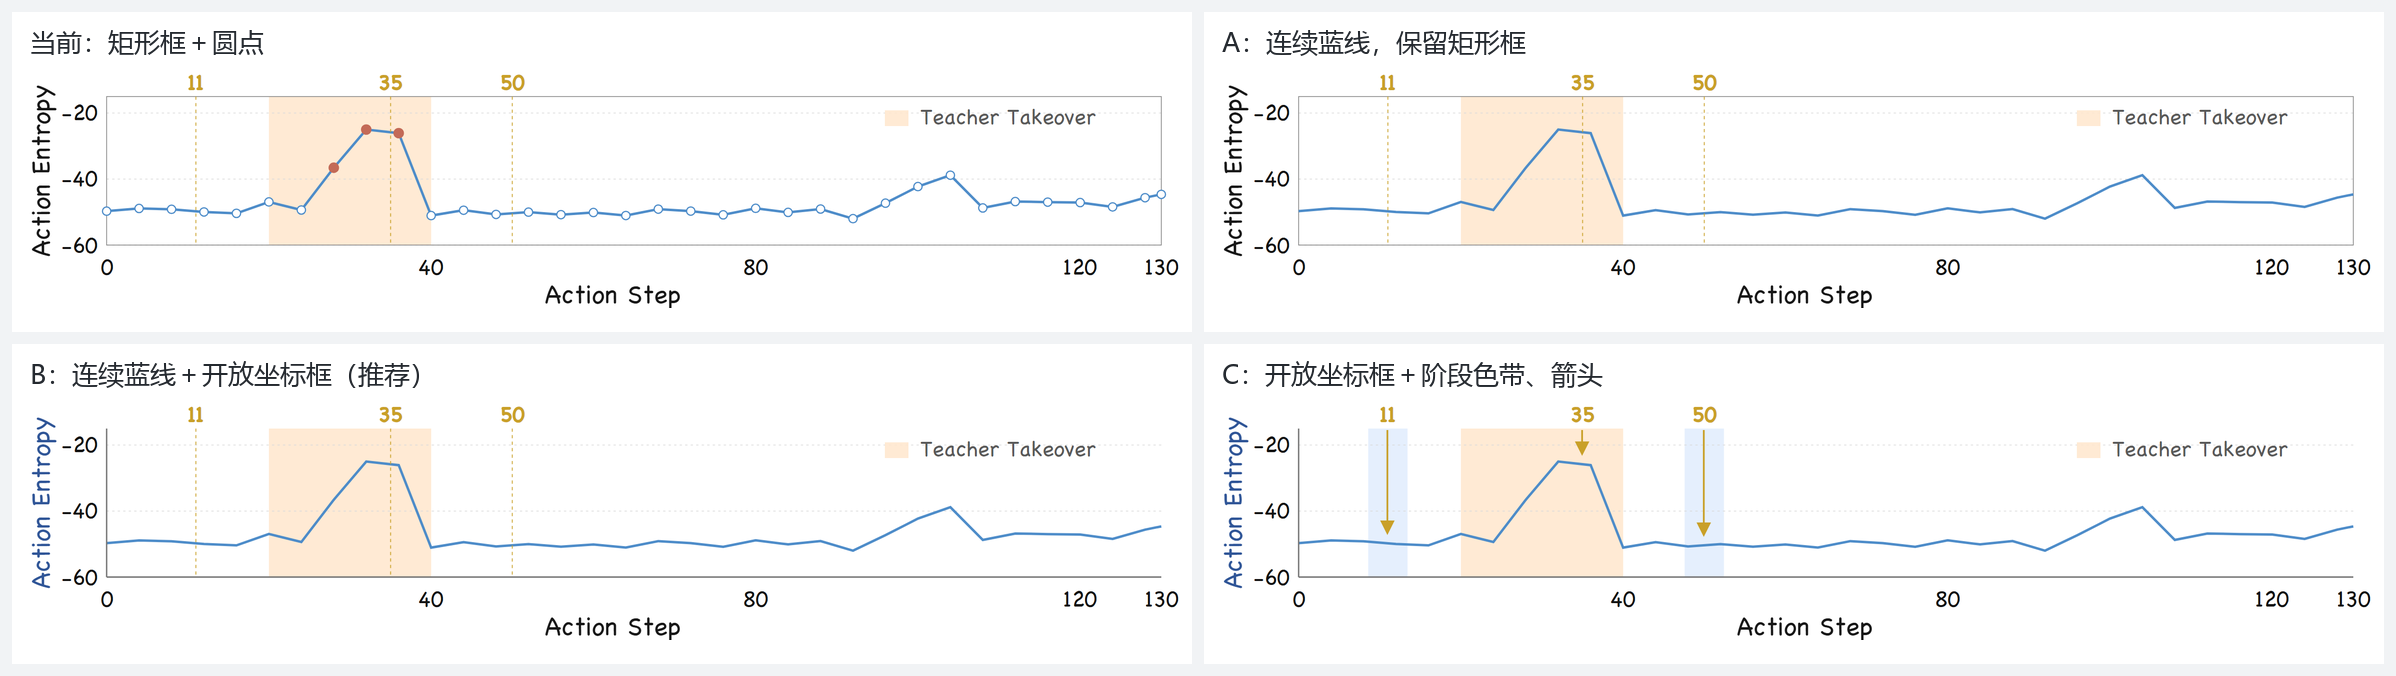 当前：矩形框 + 圆点
11 35 50
Teacher Takeover
Action Entropy
-20
-40
-60
0 40 80 120 130
Action Step
A：连续蓝线，保留矩形框
11 35 50
Teacher Takeover
Action Entropy
-20
-40
-60
0 40 80 120 130
Action Step
B：连续蓝线 + 开放坐标框（推荐）
11 35 50
Teacher Takeover
Action Entropy
-20
-40
-60
0 40 80 120 130
Action Step
C：开放坐标框 + 阶段色带、箭头
11 35 50
Teacher Takeover
Action Entropy
-20
-40
-60
0 40 80 120 130
Action Step